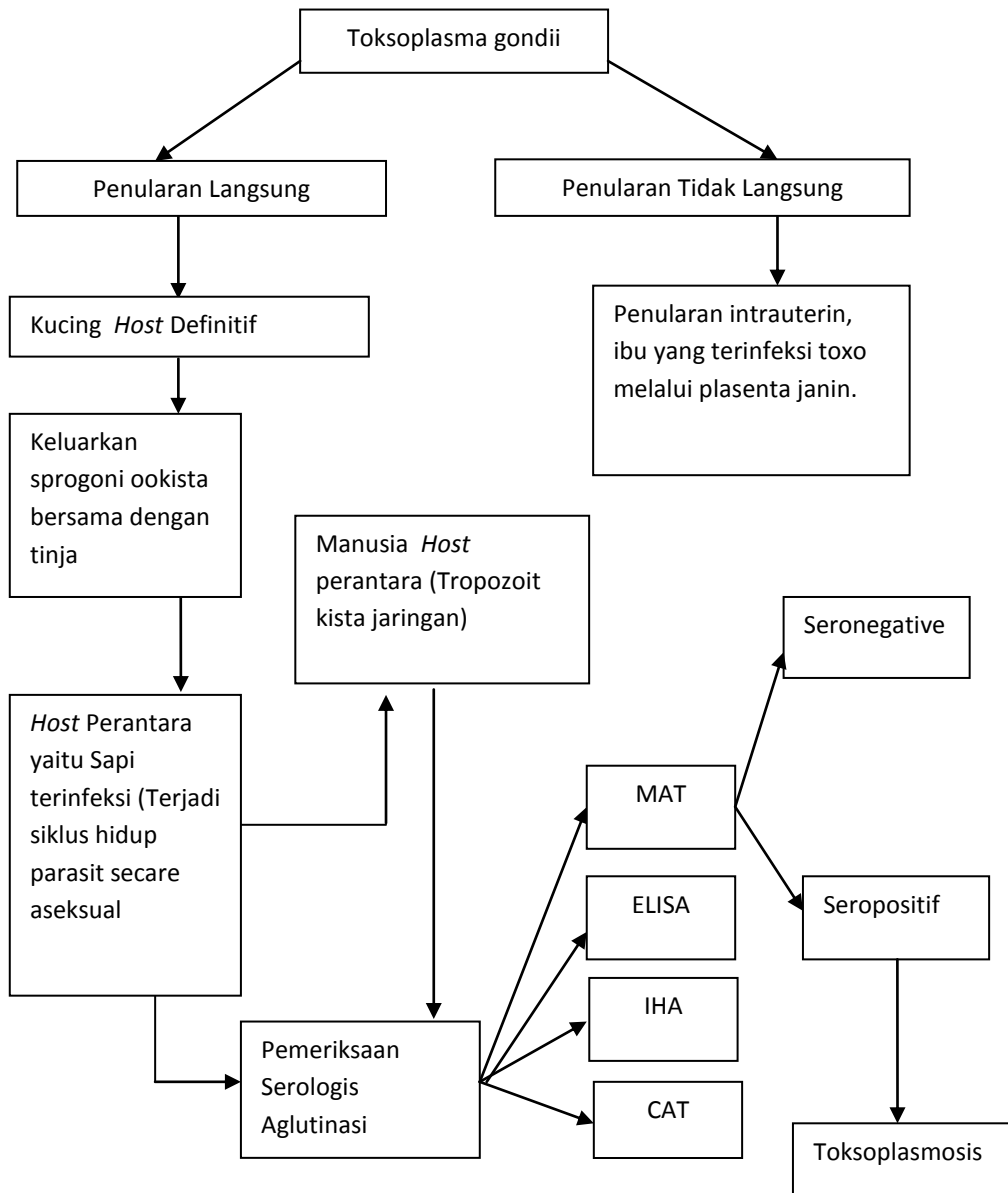 Toksoplasma gondii
Penularan Langsung
Penularan Tidak Langsung
Kucing Host Definitif
Penularan intrauterin,
ibu yang terinfeksi toxo
melalui plasenta janin.
Keluarkan
sprogoni ookista
bersama dengan
tinja
Manusia Host
perantara (Tropozoit
kista jaringan)
Seronegative
Host Perantara
yaitu Sapi
terinfeksi (Terjadi
siklus hidup
parasit secare
aseksual
MAT
ELISA
Seropositif
IHA
Pemeriksaan
Serologis
Aglutinasi
CAT
Toksoplasmosis